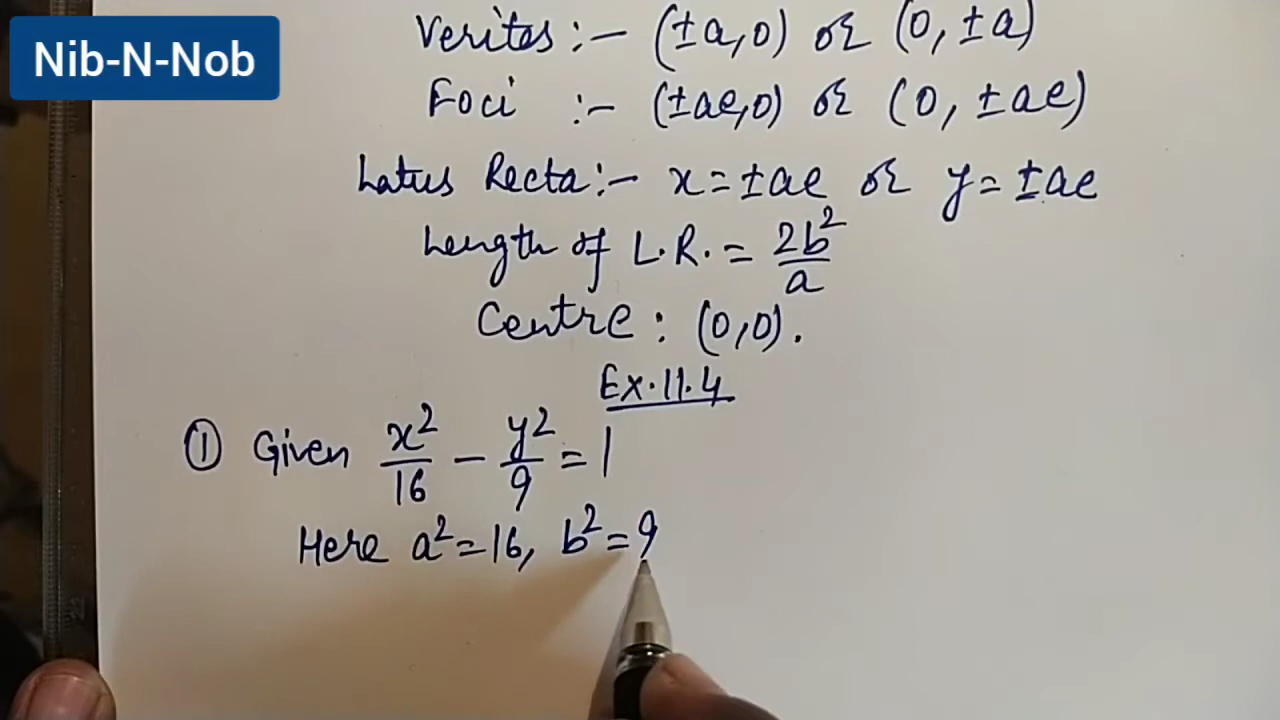 Nib-N-Nob
Verites :- (±a,0) or (0, ±a)
Foci :- (±ae,0) or (0, ±ae)
Latus Recta :- x=±ae or y=±ae
Length of L.R. = 2b²/a
Centre : (0,0).
Ex.11.4
① Given x²/16 - y²/9 = 1
Here a²=16, b²=9